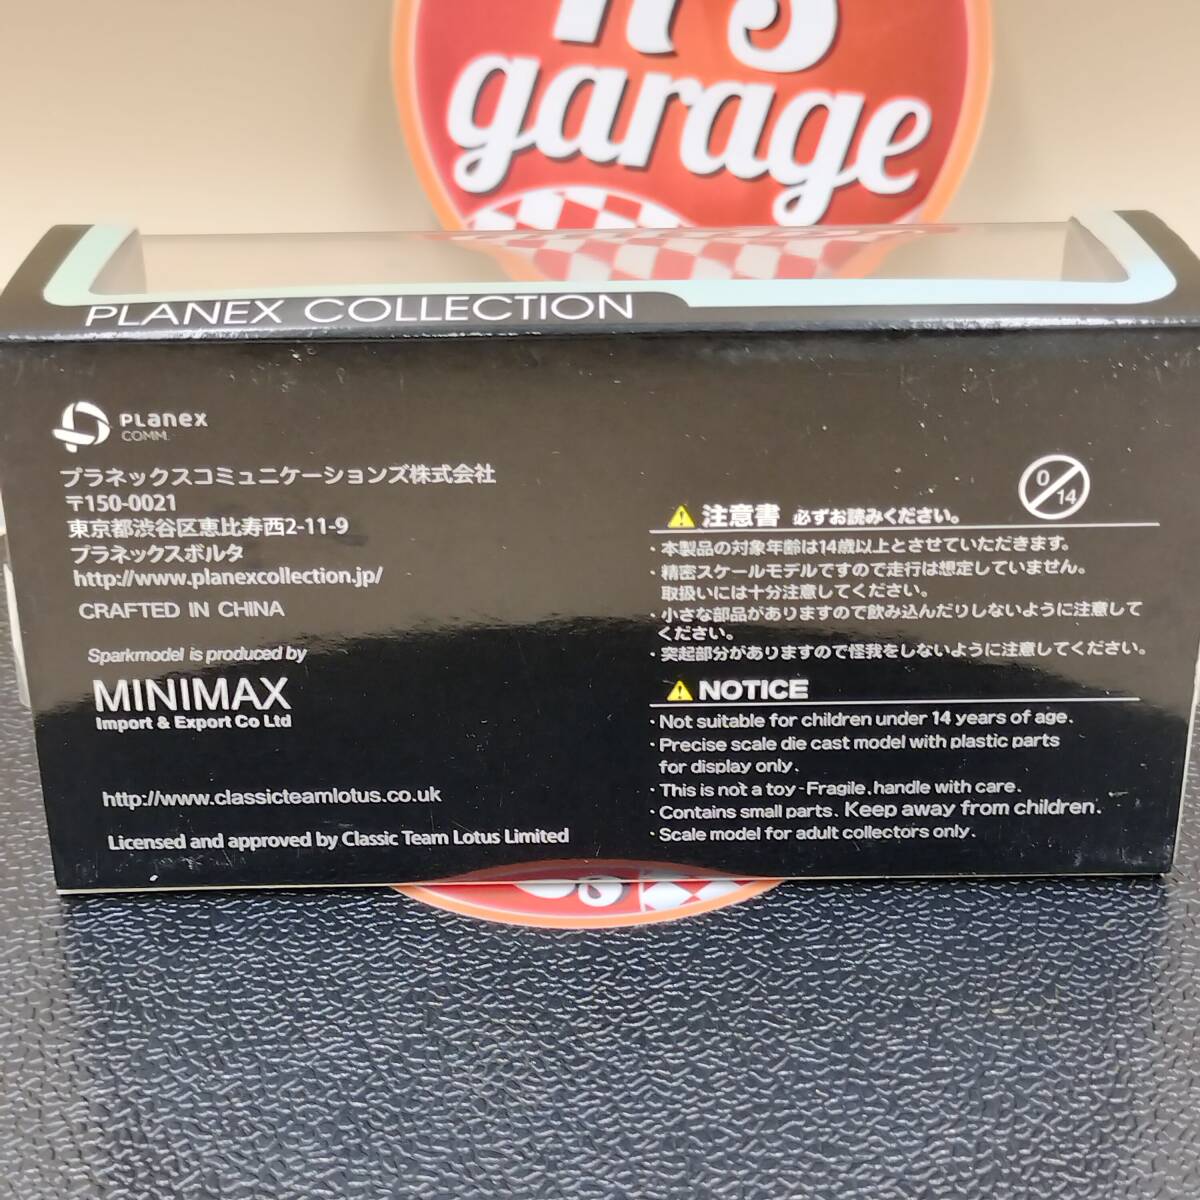 garage
PLANEX COLLECTION
PLANEX
COMM.
プラネックスコミュニケーションズ株式会社
〒150-0021
東京都渋谷区恵比寿西2-11-9
プラネックスボルタ
http://www.planexcollection.jp/
CRAFTED IN CHINA
Sparkmodel is produced by
MINIMAX
Import & Export Co Ltd
http://www.classicteamlotus.co.uk
Licensed and approved by Classic Team Lotus Limited
0
14
注意書 必ずお読みください。
・本製品の対象年齢は14歳以上とさせていただきます。
・精密スケールモデルですので走行は想定していません。
取扱いには十分注意してください。
・小さな部品がありますので飲み込んだりしないように注意して
ください。
・突起部分がありますので怪我をしないように注意してください。
NOTICE
・Not suitable for children under 14 years of age.
・Precise scale die cast model with plastic parts
for display only.
・This is not a toy - Fragile, handle with care.
・Contains small parts. Keep away from children.
・Scale model for adult collectors only.